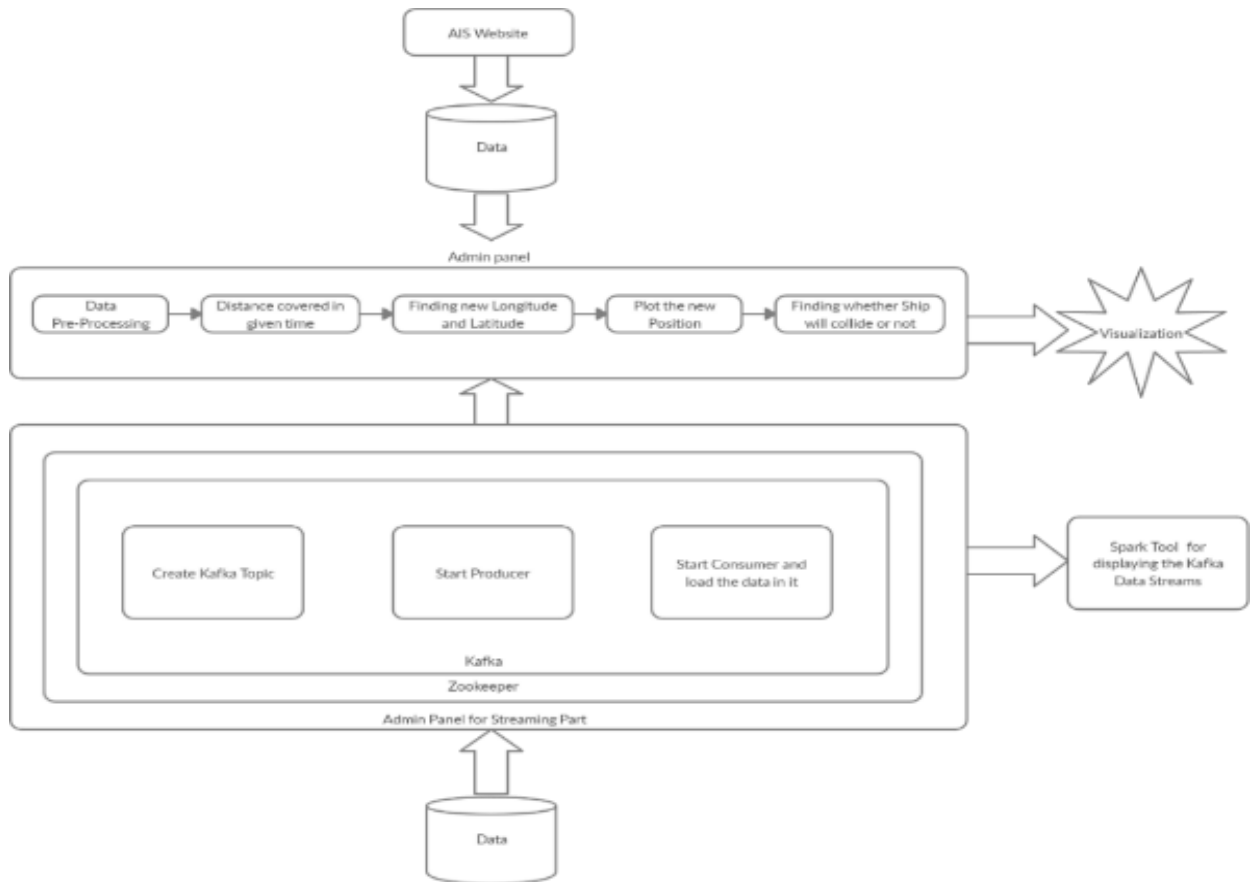 AIS Website
Data
Admin panel
Data
Pre-Processing
Distance covered in
given time
Finding new Longitude
and Latitude
Plot the new
Position
Finding whether Ship
will collide or not
Visualization
Create Kafka Topic
Start Producer
Start Consumer and
load the data in it
Kafka
Zookeeper
Admin Panel for Streaming Part
Spark Tool for
displaying the Kafka
Data Streams
Data